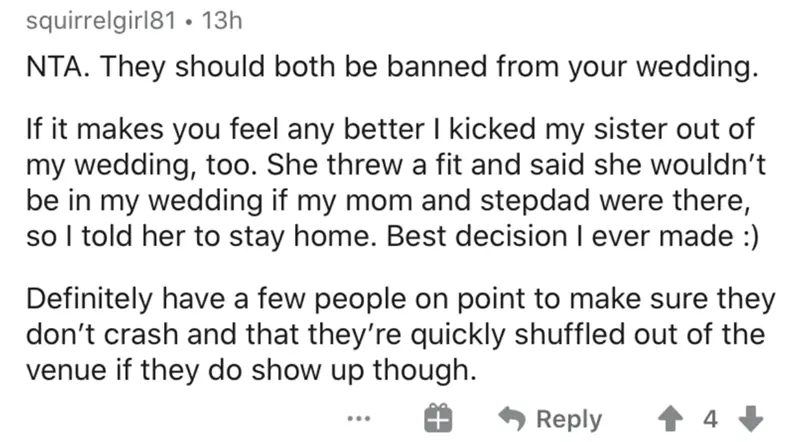 squirrelgirl81 • 13h
NTA. They should both be banned from your wedding.
If it makes you feel any better I kicked my sister out of
my wedding, too. She threw a fit and said she wouldn’t
be in my wedding if my mom and stepdad were there,
so I told her to stay home. Best decision I ever made :)
Definitely have a few people on point to make sure they
don’t crash and that they’re quickly shuffled out of the
venue if they do show up though.
Reply 4